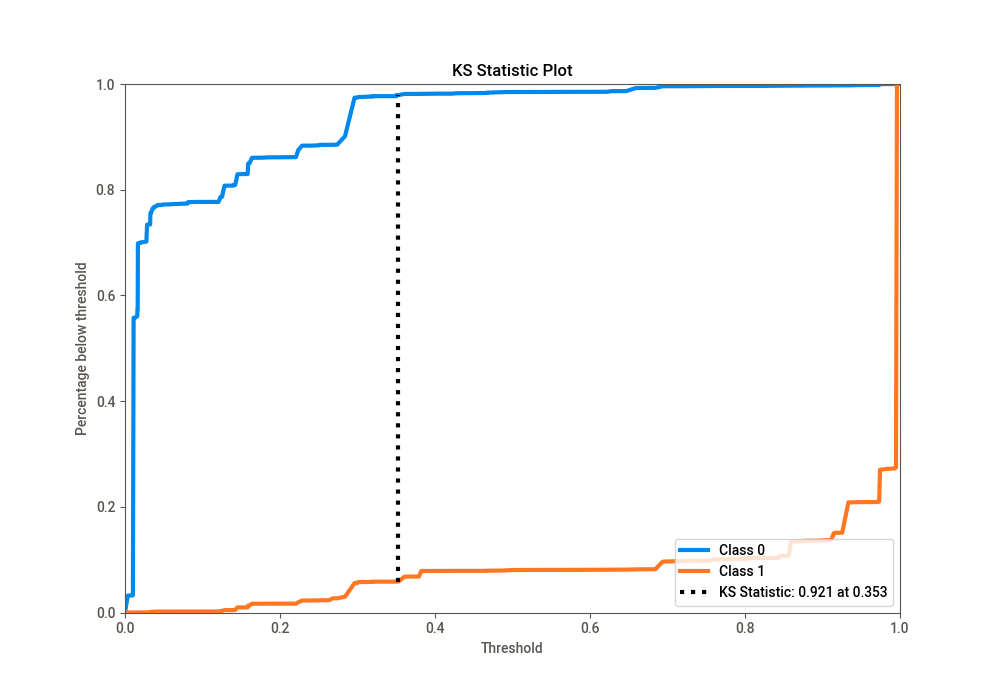 KS Statistic Plot
1.0
0.8
0.6
0.4
0.2
0.0
Percentage below threshold
0.0 0.2 0.4 0.6 0.8 1.0
Threshold
Class 0
Class 1
KS Statistic: 0.921 at 0.353